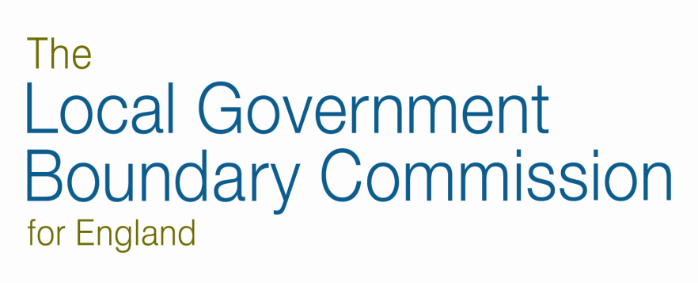 The
Local Government
Boundary Commission
for England